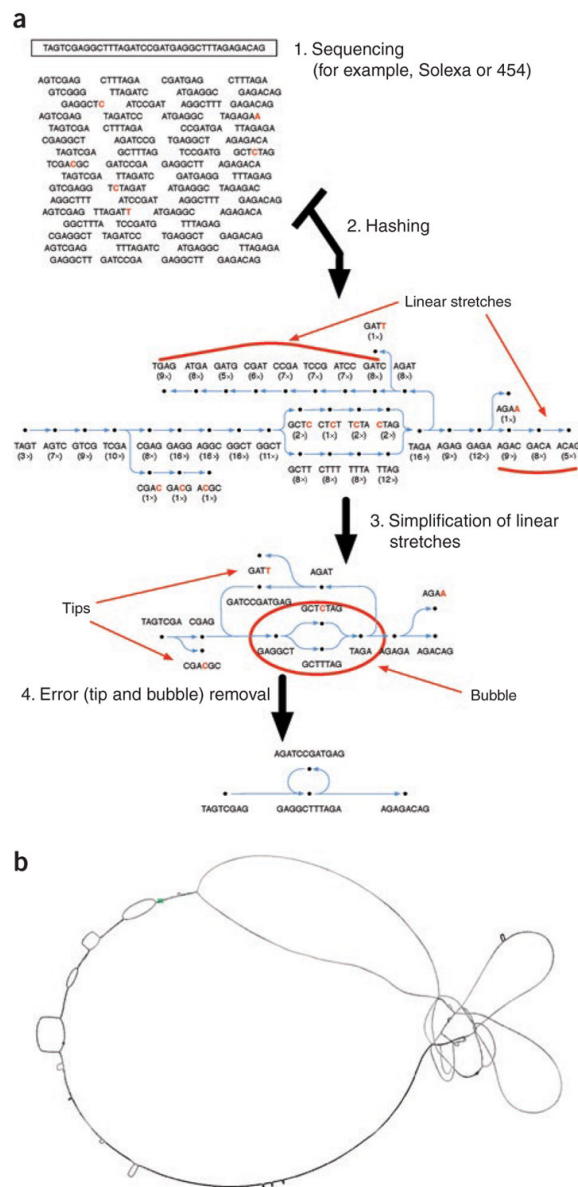 a
TAGTCGAGGCTTTAGATCCGATGAGGCTTTAGAGACAG
1. Sequencing
(for example, Solexa or 454)
AGTCGAG CTTTAGA CGATGAG CTTTAGA
GTCGGG TTAGATC ATGAGGC GAGACAG
GAGGCTC ATCCGAT AGGCTTT GAGACAG
AGTCGAG TAGATCC ATGAGGC TAGAGAA
TAGTCGA CTTTAGA CCGATGA TTAGAGA
CGAGGCT AGATCCG TGAGGCT AGAGACA
TAGTCGA GCTTTAG TCCGATG GCTCTAG
TCGACGC GATCCGA GAGGCTT AGAGACA
TAGTCGA TTAGATC GATGAGG TTTAGAG
GTCGAGG TCTAGAT ATGAGGC TAGAGAC
AGGCTTT ATCCGAT AGGCTTT GAGACAG
AGTCGAG TTAGATT ATGAGGC AGAGACA
GGCTTTA TCCGATG TTTAGAG
CGAGGCT TAGATCC TGAGGCT GAGACAG
AGTCGAG TTTAGATC ATGAGGC TTAGAGA
GAGGCTT GATCCGA GAGGCTT GAGACAG
2. Hashing
Linear stretches
GATT
(1×)
TGAG ATGA GATG CGAT CCGA TCCG ATCC GATC AGAT
(9×) (8×) (5×) (6×) (7×) (7×) (7×) (8×) (8×)
AGAA
(1×)
GCTC CTCT TCTA CTAG
(2×) (1×) (2×) (2×)
TAGT AGTC GTCG TCGA CGAG GAGG AGGC GGCT GGCT TAGA AGAG GAGA AGAC GACA ACAG
(3×) (7×) (9×) (10×) (8×) (16×) (16×) (16×) (11×) (16×) (9×) (12×) (9×) (8×) (5×)
GCTT CTTT TTTA TTAG
(8×) (8×) (8×) (12×)
CGAC GACG ACGC
(1×) (1×) (1×)
3. Simplification of linear
stretches
GATT AGAT
Tips
AGAA
GATCCGATGAG GCTCTAG
TAGTCGA CGAG
GAGGCT TAGA AGAGA AGACAG
CGACGC GCTTTAG
Bubble
4. Error (tip and bubble) removal
AGATCCGATGAG
TAGTCGAG GAGGCTTTAGA AGAGACAG
b